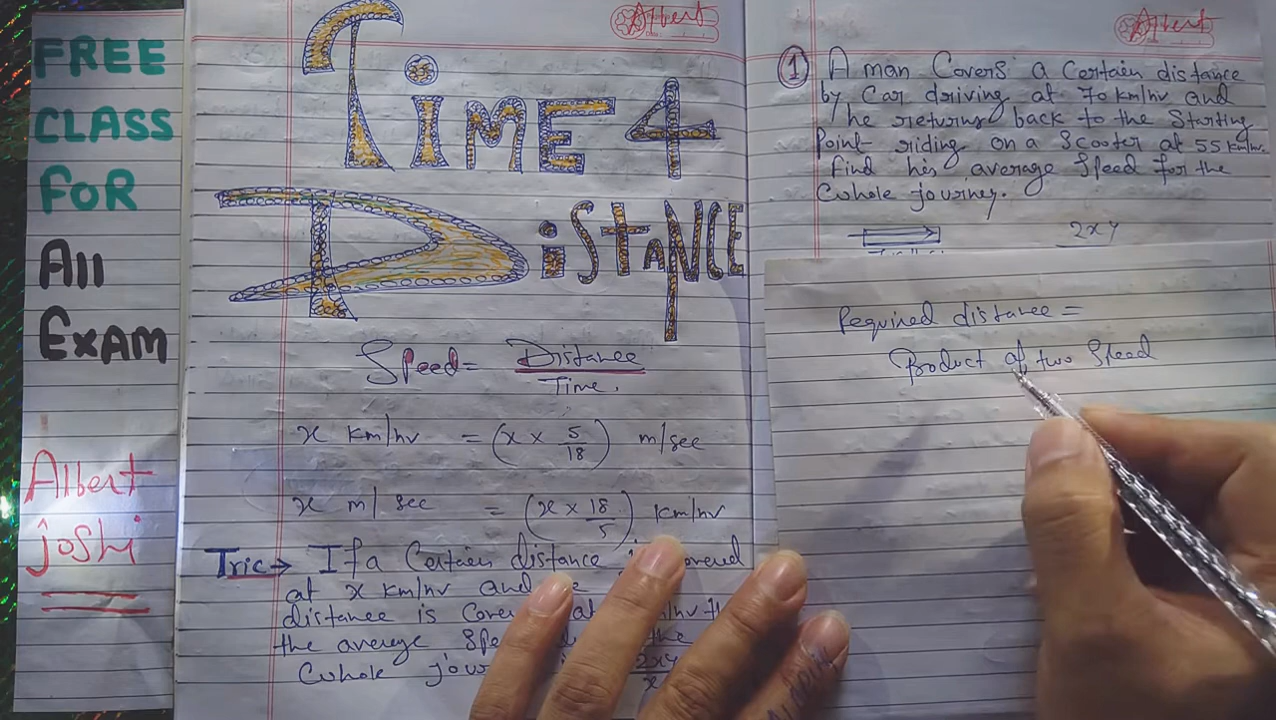 FREE
CLASS
FOR
All
EXAM
Albert
joshi
Albert
TIME 4
DiStANCE
Speed = Distance
Time.
x km/hr = (x × 5/18) m/sec
x m/sec = (x × 18/5) km/hr
Tric→ If a Certain distance
at x km/hr and
distance is
the average the
Whole
Albert
1 A man Covers a Certain distance
by Car driving at 70 km/hr and
he returns back to the Starting
Point riding on a Scooter at 55 km/hr.
find his average Speed for the
Whole journey.
2xy
Required distance =
Product of two Speed